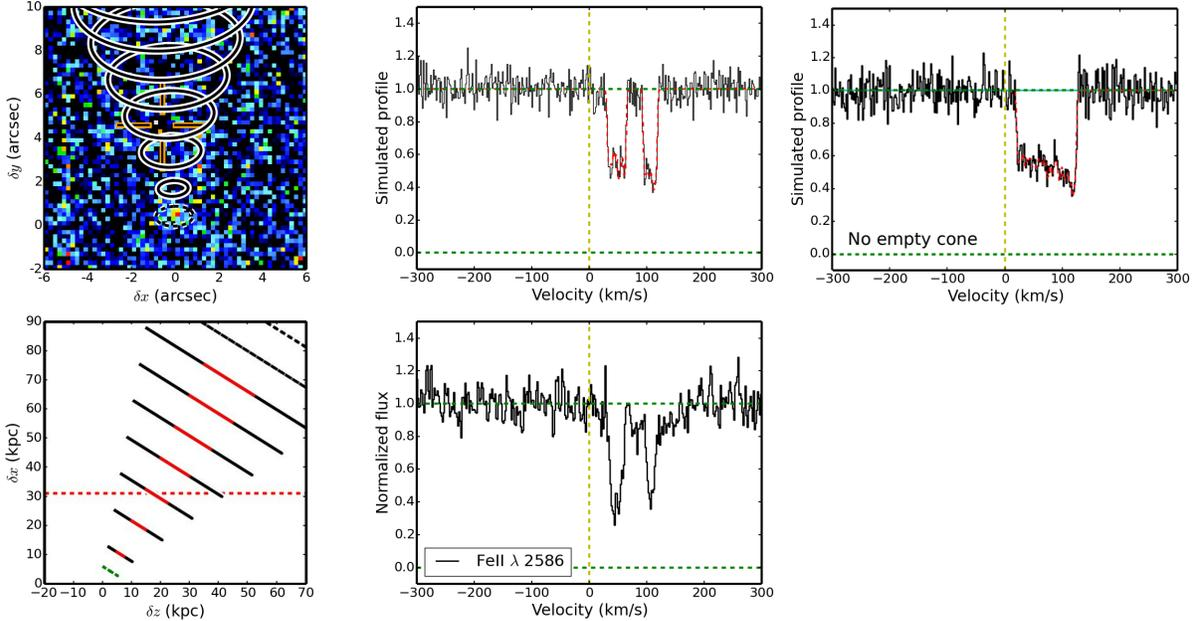 10
8
6
4
2
0
-2
-6 -4 -2 0 2 4 6
δy (arcsec)
δx (arcsec)
1.4
1.2
1.0
0.8
0.6
0.4
0.2
0.0
−300 −200 −100 0 100 200 300
Simulated profile
Velocity (km/s)
1.4
1.2
1.0
0.8
0.6
0.4
0.2
0.0
−300 −200 −100 0 100 200 300
Simulated profile
No empty cone
Velocity (km/s)
90
80
70
60
50
40
30
20
10
0
−20 −10 0 10 20 30 40 50 60 70
δx (kpc)
δz (kpc)
1.4
1.2
1.0
0.8
0.6
0.4
0.2
0.0
−300 −200 −100 0 100 200 300
Normalized flux
FeII λ 2586
Velocity (km/s)